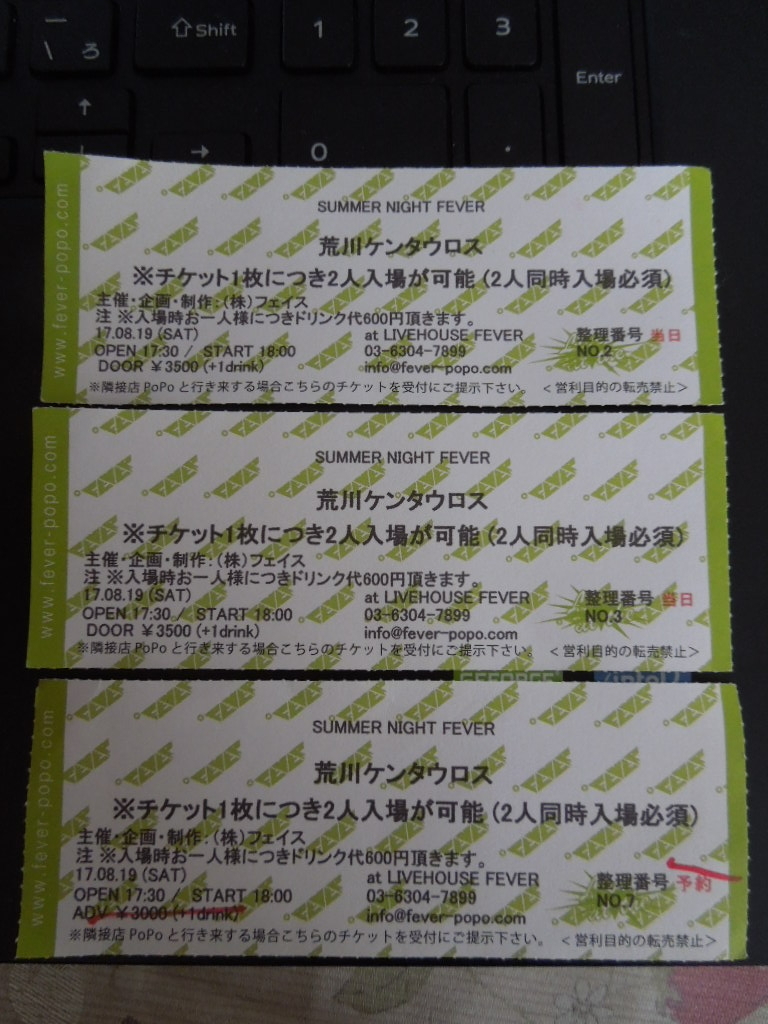 ろ
Shift
1
2
3
Enter
0
www.fever-popo.com
SUMMER NIGHT FEVER
荒川ケンタウロス
※チケット1枚につき2人入場が可能 (2人同時入場必須)
主催・企画・制作：(株)フェイス
注 ※入場時お一人様につきドリンク代600円頂きます。
17.08.19 (SAT) at LIVEHOUSE FEVER 整理番号 当日
OPEN 17:30 / START 18:00 03-6304-7899 NO.2
DOOR ¥3500 (+1drink) info@fever-popo.com
※隣接店PoPoと行き来する場合こちらのチケットを受付にご提示下さい。 <営利目的の転売禁止>
www.fever-popo.com
SUMMER NIGHT FEVER
荒川ケンタウロス
※チケット1枚につき2人入場が可能 (2人同時入場必須)
主催・企画・制作：(株)フェイス
注 ※入場時お一人様につきドリンク代600円頂きます。
17.08.19 (SAT) at LIVEHOUSE FEVER 整理番号 当日
OPEN 17:30 / START 18:00 03-6304-7899 NO.3
DOOR ¥3500 (+1drink) info@fever-popo.com
※隣接店PoPoと行き来する場合こちらのチケットを受付にご提示下さい。 <営利目的の転売禁止>
www.fever-popo.com
SUMMER NIGHT FEVER
荒川ケンタウロス
※チケット1枚につき2人入場が可能 (2人同時入場必須)
主催・企画・制作：(株)フェイス
注 ※入場時お一人様につきドリンク代600円頂きます。
17.08.19 (SAT) at LIVEHOUSE FEVER 整理番号 予約
OPEN 17:30 / START 18:00 03-6304-7899 NO.7
ADV ¥3000 (+1drink) info@fever-popo.com
※隣接店PoPoと行き来する場合こちらのチケットを受付にご提示下さい。 <営利目的の転売禁止>